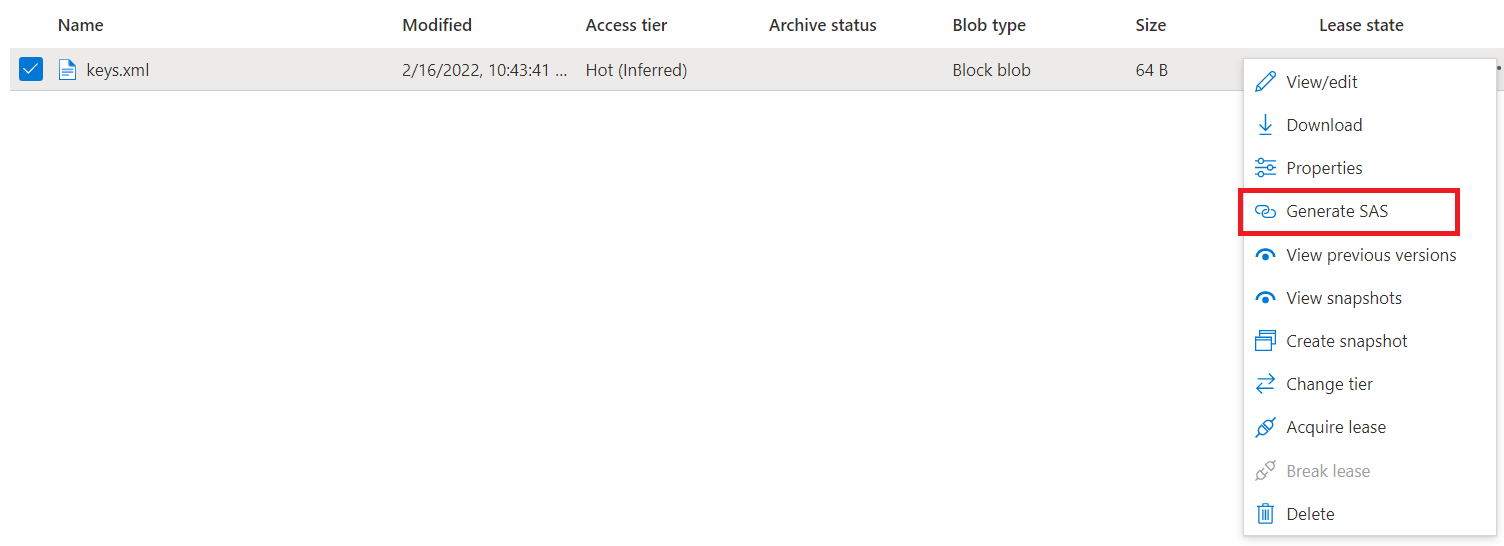 Name Modified Access tier Archive status Blob type Size Lease state
keys.xml 2/16/2022, 10:43:41 ... Hot (Inferred) Block blob 64 B
View/edit
Download
Properties
Generate SAS
View previous versions
View snapshots
Create snapshot
Change tier
Acquire lease
Break lease
Delete